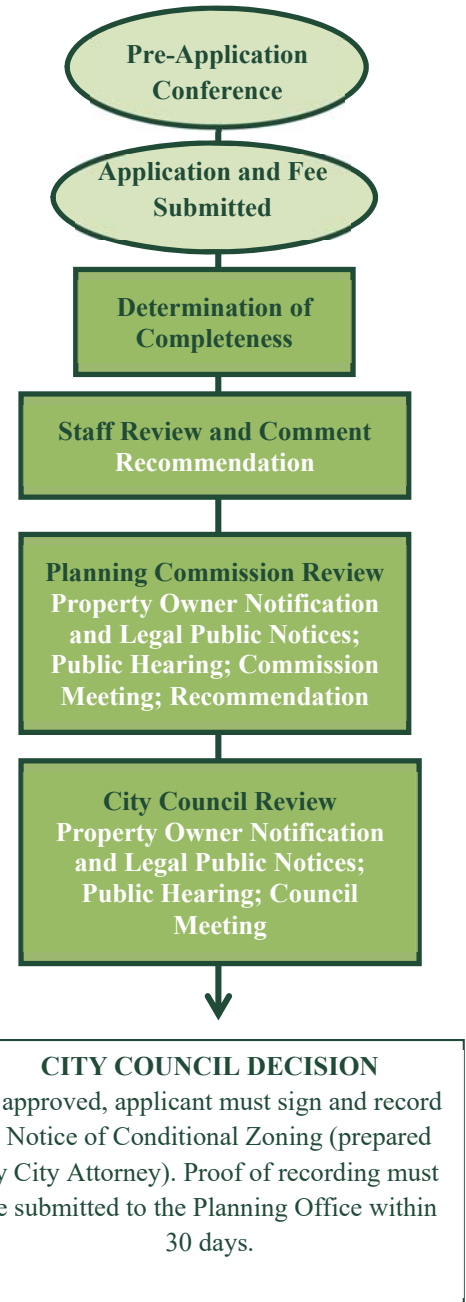 Pre-Application
Conference
Application and Fee
Submitted
Determination of
Completeness
Staff Review and Comment
Recommendation
Planning Commission Review
Property Owner Notification
and Legal Public Notices;
Public Hearing; Commission
Meeting; Recommendation
City Council Review
Property Owner Notification
and Legal Public Notices;
Public Hearing; Council
Meeting
CITY COUNCIL DECISION
approved, applicant must sign and record
Notice of Conditional Zoning (prepared
City Attorney). Proof of recording must
submitted to the Planning Office within
30 days.